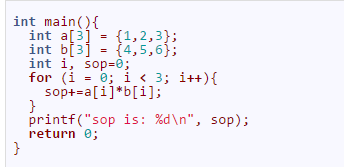 int main(){
  int a[3] = {1,2,3};
  int b[3] = {4,5,6};
  int i, sop=0;
  for (i = 0; i < 3; i++){
    sop+=a[i]*b[i];
  }
  printf("sop is: %d\n", sop);
  return 0;
}